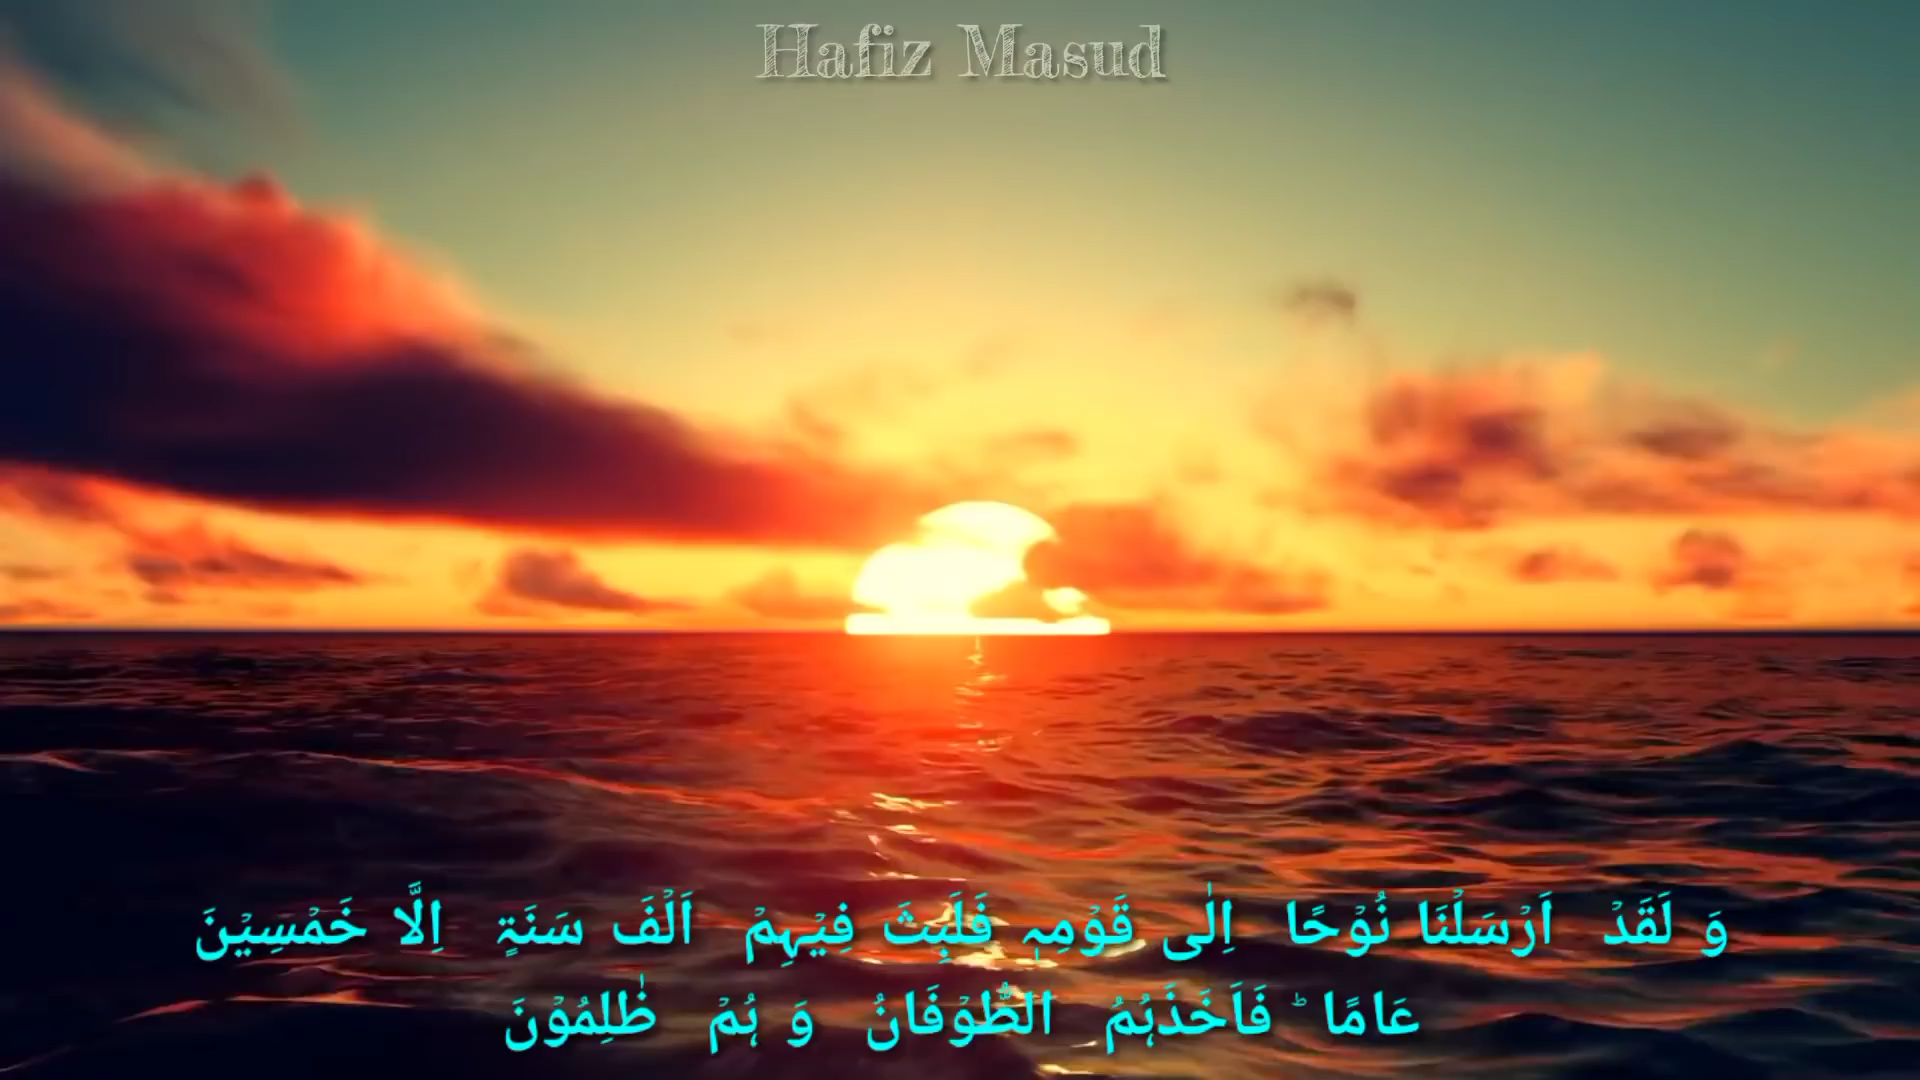 Hafiz Masud
وَ لَقَدۡ اَرۡسَلۡنَا نُوۡحًا اِلٰی قَوۡمِہٖ فَلَبِثَ فِیۡہِمۡ اَلۡفَ سَنَۃٍ اِلَّا خَمۡسِیۡنَ
عَامًا ؕ فَاَخَذَہُمُ الطُّوۡفَانُ وَ ہُمۡ ظٰلِمُوۡنَ